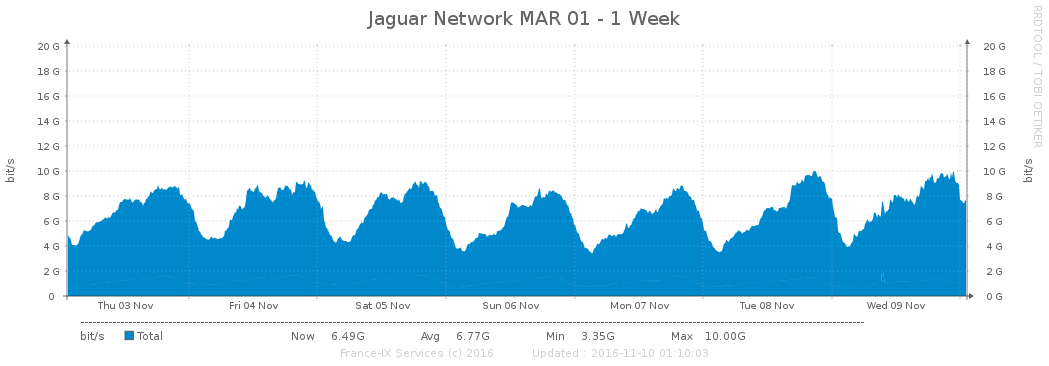 Jaguar Network MAR 01 - 1 Week
RRDTOOL / TOBI OETIKER
20 G 20 G
18 G 18 G
16 G 16 G
14 G 14 G
12 G 12 G
10 G 10 G
8 G 8 G
6 G 6 G
4 G 4 G
2 G 2 G
0 0 G
bit/s
bit/s
Thu 03 Nov Fri 04 Nov Sat 05 Nov Sun 06 Nov Mon 07 Nov Tue 08 Nov Wed 09 Nov
bit/s Total Now 6.49G Avg 6.77G Min 3.35G Max 10.00G
France-IX Services (c) 2016 Updated : 2016-11-10 01:10:03